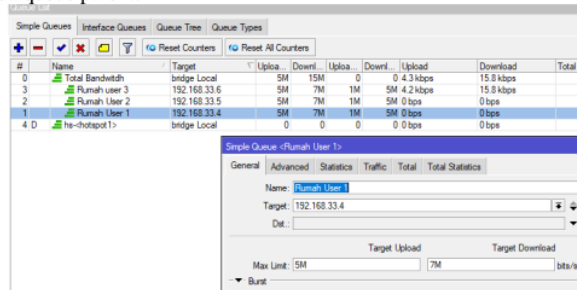 Queue List
Simple Queues Interface Queues Queue Tree Queue Types
Reset Counters Reset All Counters
# Name Target Uploa... Downl... Uploa... Downl... Upload Download Total
0 Total Bandwitdh bridge Local 5M 15M 0 0 4.3 kbps 15.8 kbps
3 Rumah user 3 192.168.33.6 5M 7M 1M 5M 4.2 kbps 15.8 kbps
2 Rumah User 2 192.168.33.5 5M 7M 1M 5M 0 bps 0 bps
1 Rumah User 1 192.168.33.4 5M 7M 1M 5M 0 bps 0 bps
4 D hs-<hotspot1> bridge Local 0 0 0 0 0 bps 0 bps
Simple Queue <Rumah User 1>
General Advanced Statistics Traffic Total Total Statistics
Name: Rumah User 1
Target: 192.168.33.4
Dst.:
Target Upload Target Download
Max Limit: 5M 7M bits/s
Burst